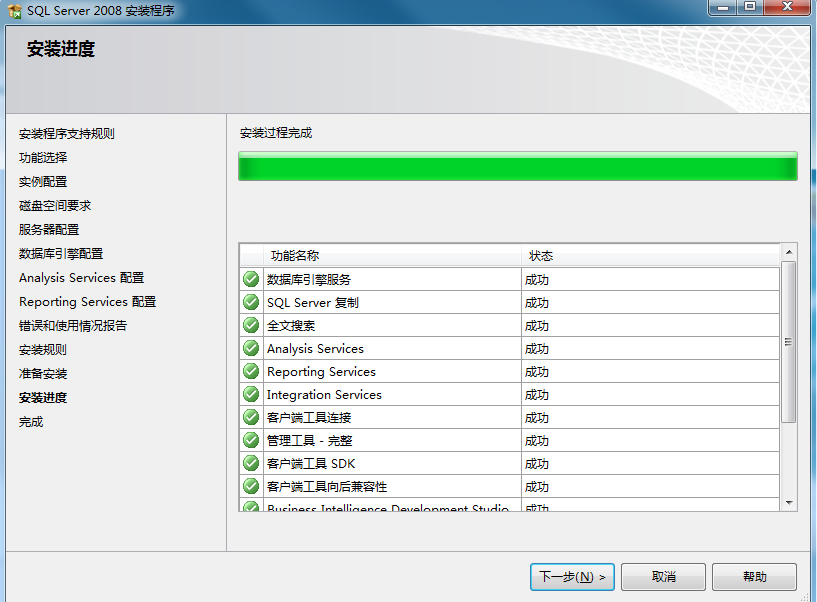 SQL Server 2008 安装程序
安装进度
安装程序支持规则
功能选择
实例配置
磁盘空间要求
服务器配置
数据库引擎配置
Analysis Services 配置
Reporting Services 配置
错误和使用情况报告
安装规则
准备安装
安装进度
完成
安装过程完成
功能名称 状态
数据库引擎服务 成功
SQL Server 复制 成功
全文搜索 成功
Analysis Services 成功
Reporting Services 成功
Integration Services 成功
客户端工具连接 成功
管理工具 - 完整 成功
客户端工具 SDK 成功
客户端工具向后兼容性 成功
Business Intelligence Development Studio 成功
下一步(N) > 取消 帮助